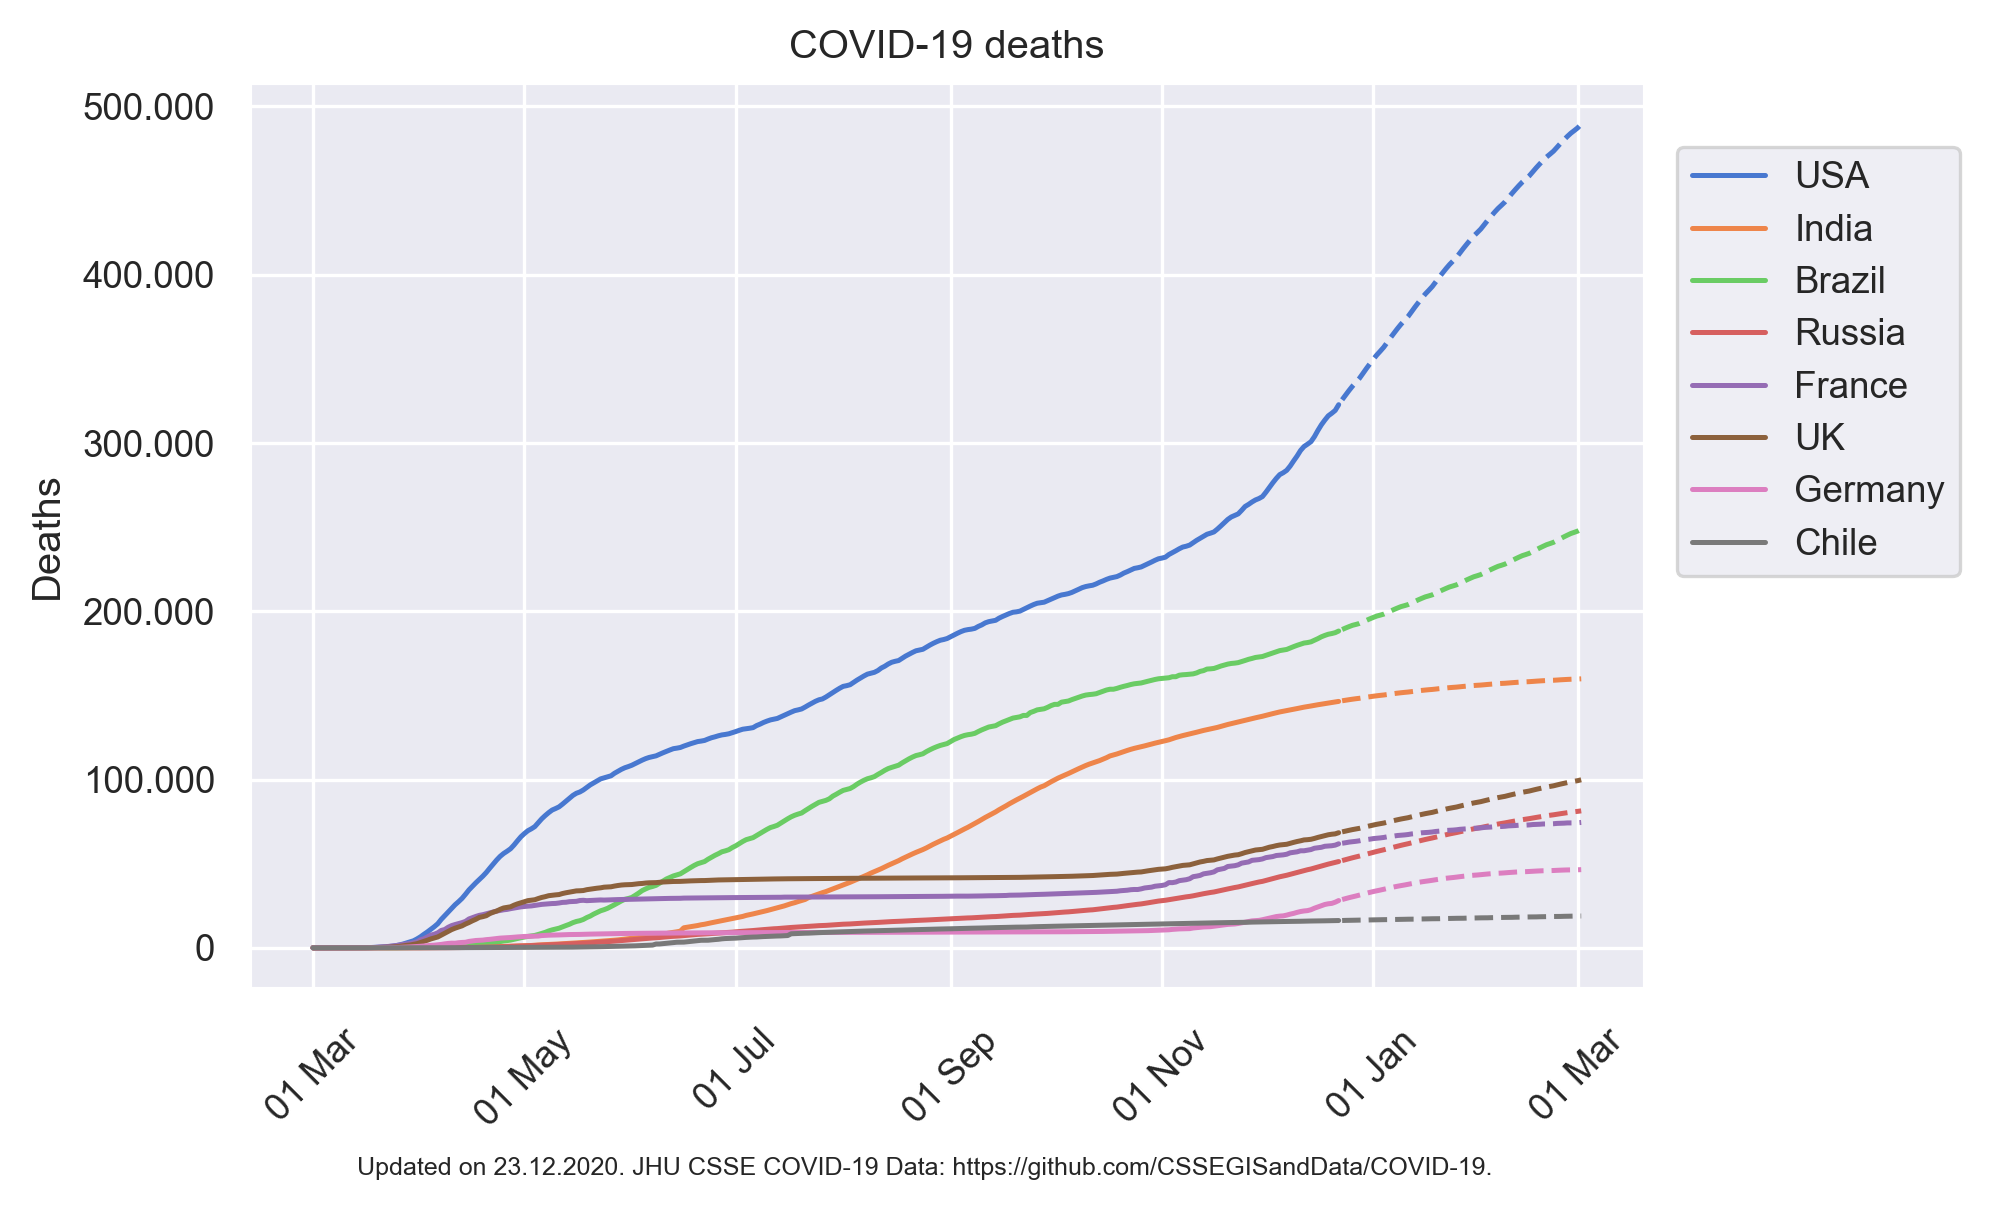 COVID-19 deaths
500.000
400.000
300.000
200.000
100.000
0
Deaths
01 Mar
01 May
01 Jul
01 Sep
01 Nov
01 Jan
01 Mar
USA
India
Brazil
Russia
France
UK
Germany
Chile
Updated on 23.12.2020. JHU CSSE COVID-19 Data: https://github.com/CSSEGISandData/COVID-19.